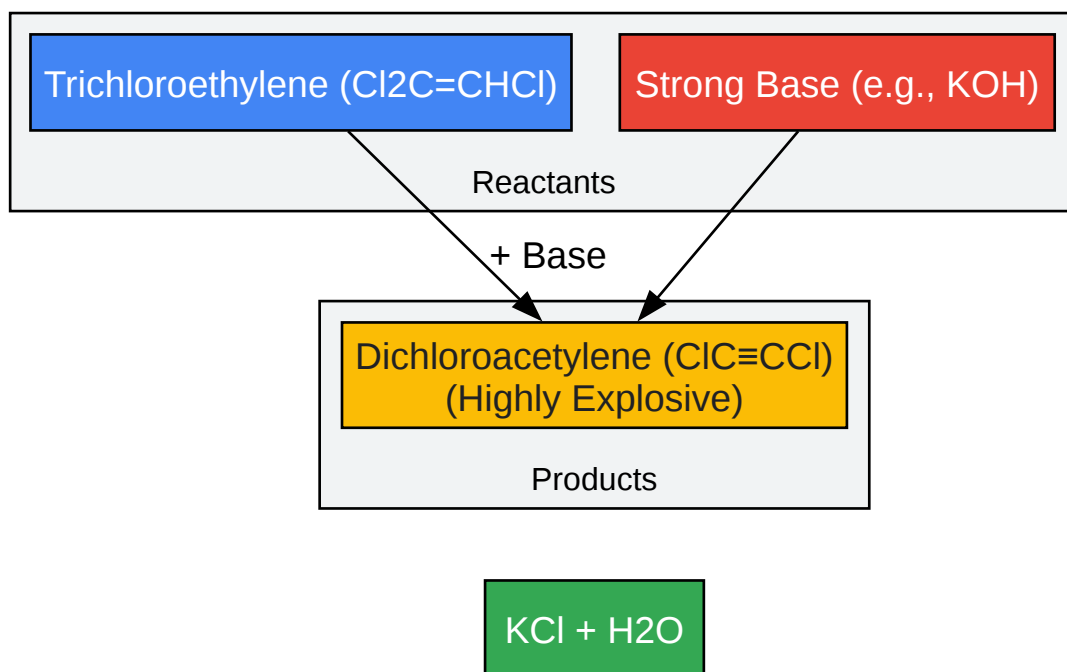 Trichloroethylene (Cl2C=CHCl)
Strong Base (e.g., KOH)
Reactants
+ Base
Dichloroacetylene (ClC≡CCl)
(Highly Explosive)
Products
KCl + H2O